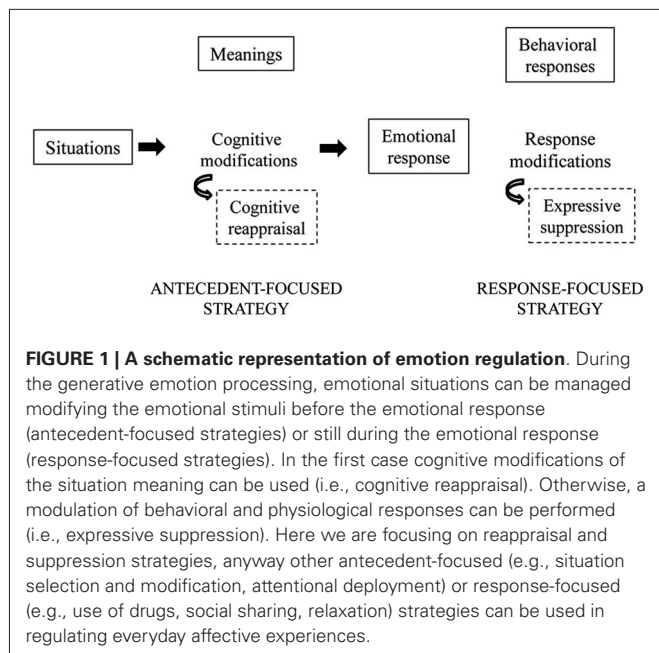 Meanings
Behavioral
responses
Situations
Cognitive
modifications
Emotional
response
Response
modifications
Cognitive
reappraisal
Expressive
suppression
ANTECEDENT-FOCUSED
STRATEGY
RESPONSE-FOCUSED
STRATEGY
FIGURE 1 | A schematic representation of emotion regulation. During
the generative emotion processing, emotional situations can be managed
modifying the emotional stimuli before the emotional response
(antecedent-focused strategies) or still during the emotional response
(response-focused strategies). In the first case cognitive modifications of
the situation meaning can be used (i.e., cognitive reappraisal). Otherwise, a
modulation of behavioral and physiological responses can be performed
(i.e., expressive suppression). Here we are focusing on reappraisal and
suppression strategies, anyway other antecedent-focused (e.g., situation
selection and modification, attentional deployment) or response-focused
(e.g., use of drugs, social sharing, relaxation) strategies can be used in
regulating everyday affective experiences.